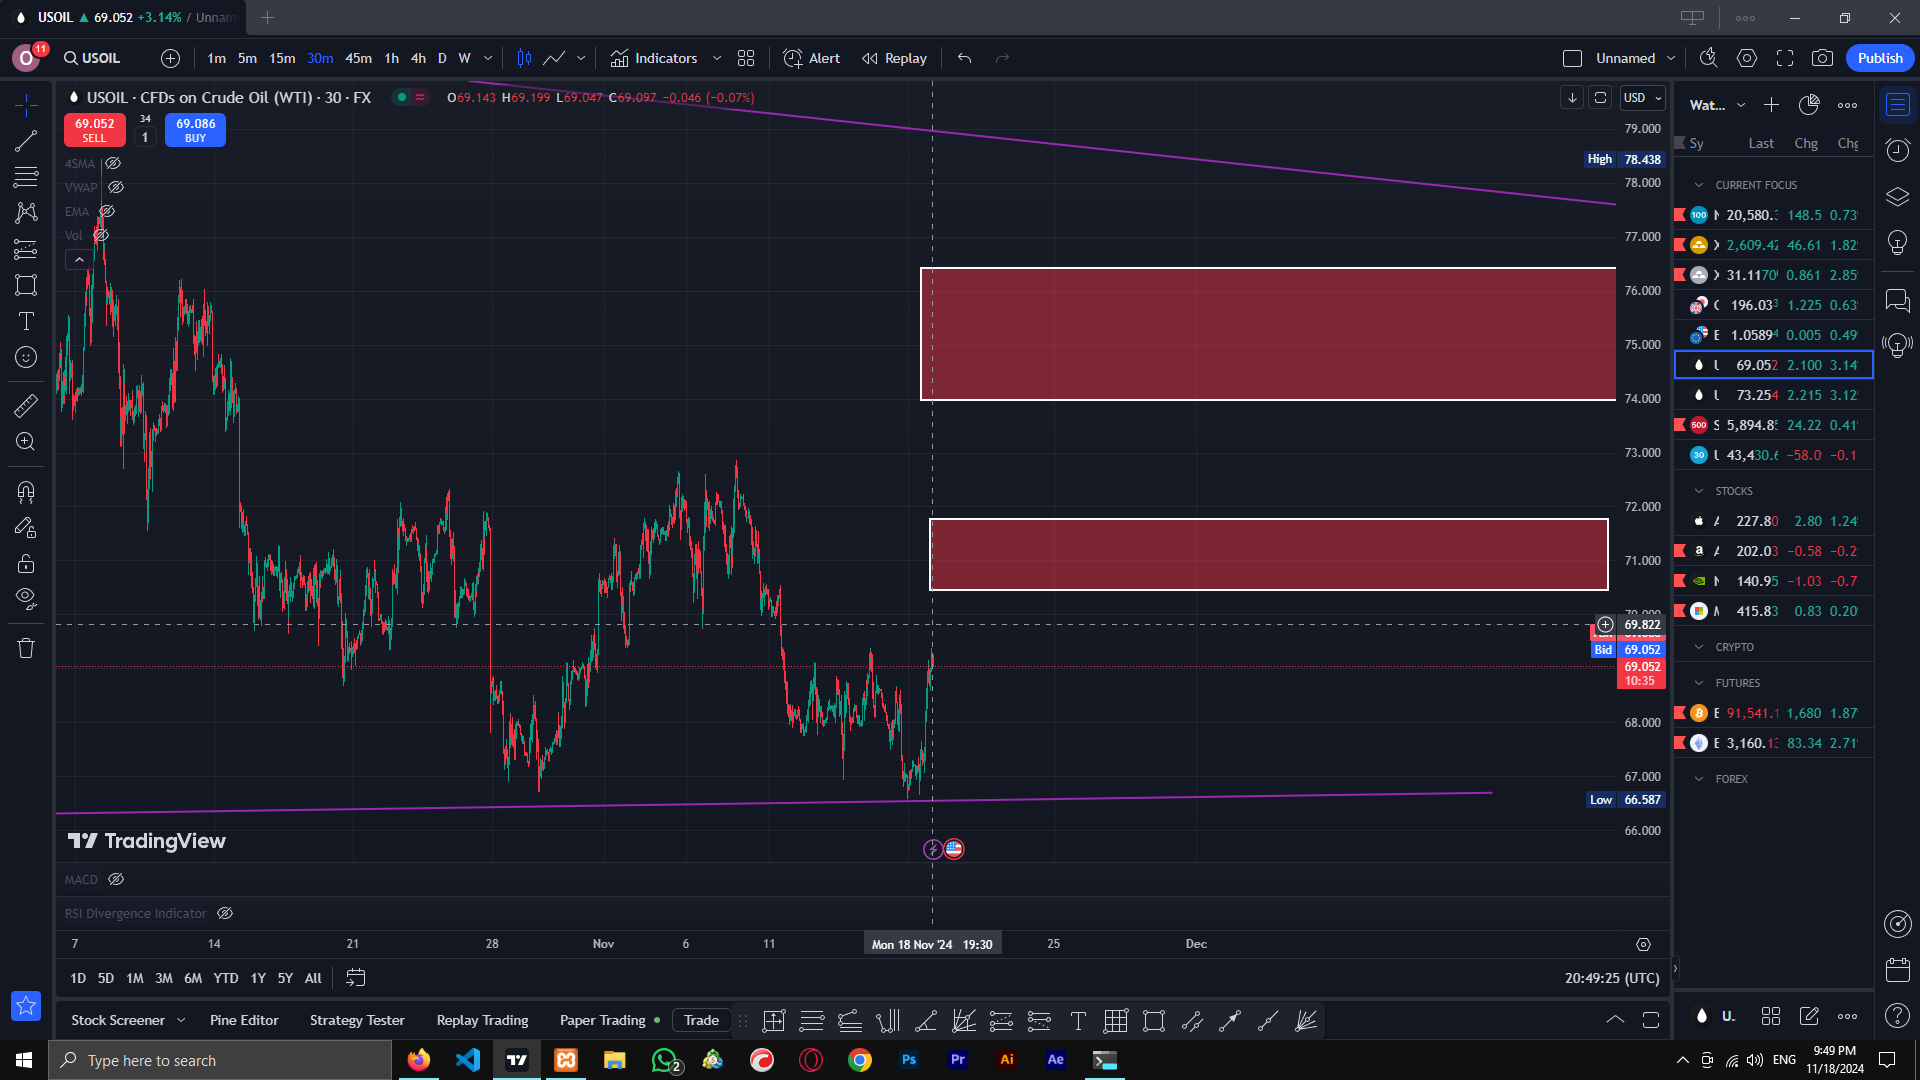 USOIL ▲ 69.052 +3.14% / Unnam
O 11 USOIL 1m 5m 15m 30m 45m 1h 4h D W Indicators Alert Replay Unnamed Publish
USOIL · CFDs on Crude Oil (WTI) · 30 · FX O69.143 H69.199 L69.047 C69.097 −0.046 (−0.07%)
USD
69.052 SELL
34
1
69.086 BUY
4SMA
VWAP
EMA
Vol
79.000
High 78.438
78.000
77.000
76.000
75.000
74.000
73.000
72.000
71.000
69.822
Bid 69.052
69.052
10:35
68.000
67.000
Low 66.587
66.000
TradingView
MACD
RSI Divergence Indicator
7 14 21 28 Nov 6 11 Mon 18 Nov '24 19:30 25 Dec
1D 5D 1M 3M 6M YTD 1Y 5Y All
20:49:25 (UTC)
Stock Screener Pine Editor Strategy Tester Replay Trading Paper Trading Trade
Wat...
Sy Last Chg Chg
CURRENT FOCUS
100 20,580. 148.5 0.73
X 2,609.42 46.61 1.82
X 31.1170 0.861 2.85
196.033 1.225 0.63
E 1.05894 0.005 0.49
69.052 2.100 3.14
73.254 2.215 3.12
500 S 5,894.8 24.22 0.41
30 43,430.6 −58.0 −0.1
STOCKS
A 227.80 2.80 1.24
a A 202.03 −0.58 −0.2
N 140.95 −1.03 −0.7
M 415.83 0.83 0.20
CRYPTO
FUTURES
91,541.1 1,680 1.87
E 3,160.13 83.34 2.71
FOREX
U.
Type here to search
2
Ps Pr Ai Ae
ENG
9:49 PM
11/18/2024